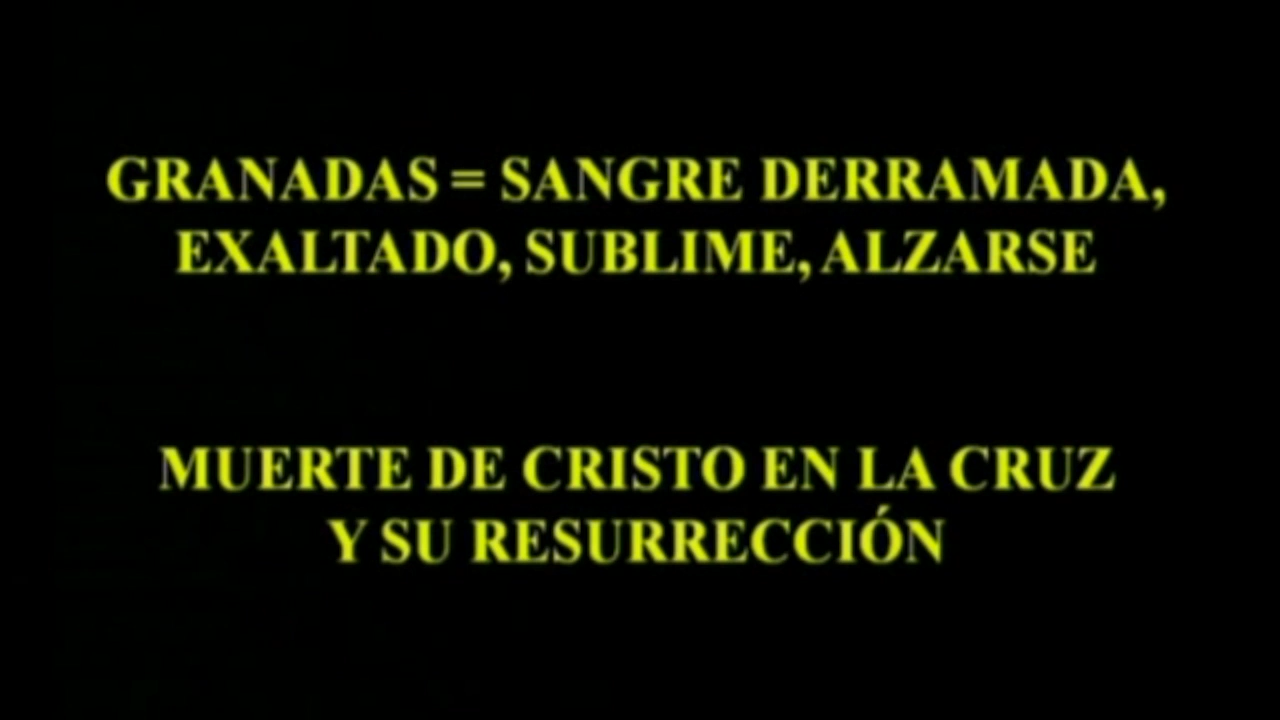 GRANADAS = SANGRE DERRAMADA,
EXALTADO, SUBLIME, ALZARSE
MUERTE DE CRISTO EN LA CRUZ
Y SU RESURRECCIÓN